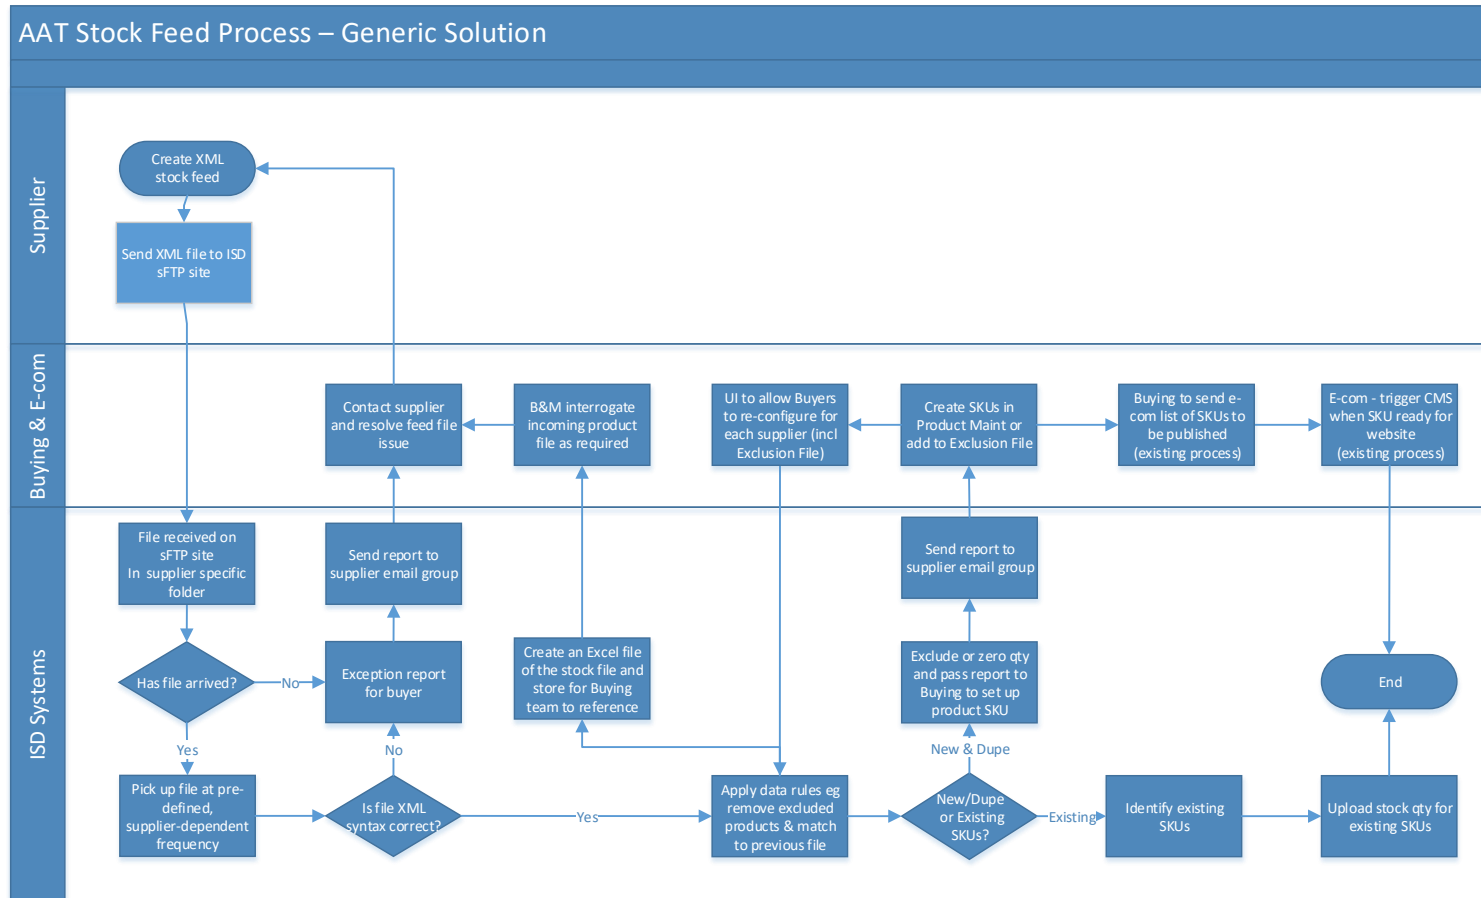 AAT Stock Feed Process – Generic Solution
Supplier
Create XML
stock feed
Send XML file to ISD
sFTP site
Buying & E-com
Contact supplier
and resolve feed file
issue
B&M interrogate
incoming product
file as required
UI to allow Buyers
to re-configure for
each supplier (incl
Exclusion File)
Create SKUs in
Product Maint or
add to Exclusion File
Buying to send e-
com list of SKUs to
be published
(existing process)
E-com - trigger CMS
when SKU ready for
website
(existing process)
ISD Systems
File received on
sFTP site
In supplier specific
folder
Send report to
supplier email group
Send report to
supplier email group
Has file arrived?
No
Exception report
for buyer
Create an Excel file
of the stock file and
store for Buying
team to reference
Exclude or zero qty
and pass report to
Buying to set up
product SKU
End
Yes
No
New & Dupe
Pick up file at pre-
defined,
supplier-dependent
frequency
Is file XML
syntax correct?
Yes
Apply data rules eg
remove excluded
products & match
to previous file
New/Dupe
or Existing
SKUs?
Existing
Identify existing
SKUs
Upload stock qty for
existing SKUs